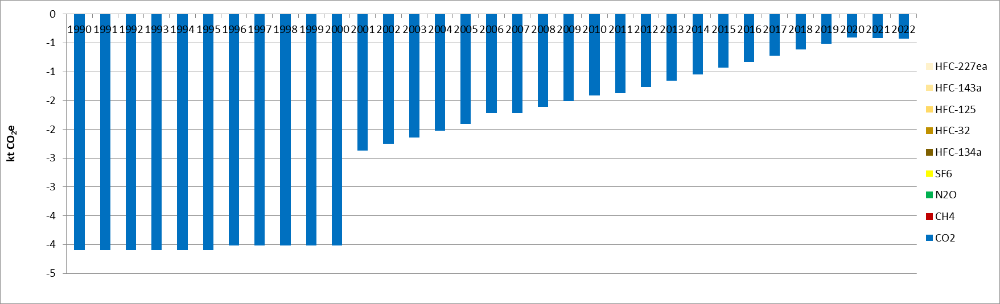 0
-1
-1
-2
-2
-3
-3
-4
-4
-5
kt CO₂e
1990 1991 1992 1993 1994 1995 1996 1997 1998 1999 2000 2001 2002 2003 2004 2005 2006 2007 2008 2009 2010 2011 2012 2013 2014 2015 2016 2017 2018 2019 2020 2021 2022
HFC-227ea
HFC-143a
HFC-125
HFC-32
HFC-134a
SF6
N2O
CH4
CO2